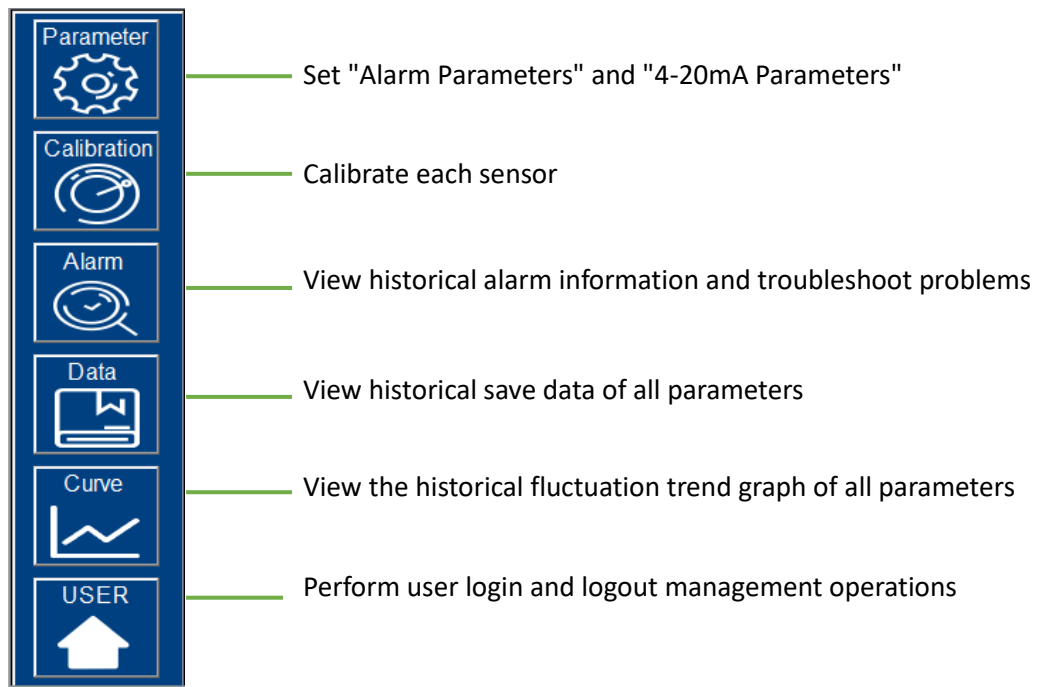 Parameter
Set "Alarm Parameters" and "4-20mA Parameters"
Calibration
Calibrate each sensor
Alarm
View historical alarm information and troubleshoot problems
Data
View historical save data of all parameters
Curve
View the historical fluctuation trend graph of all parameters
USER
Perform user login and logout management operations